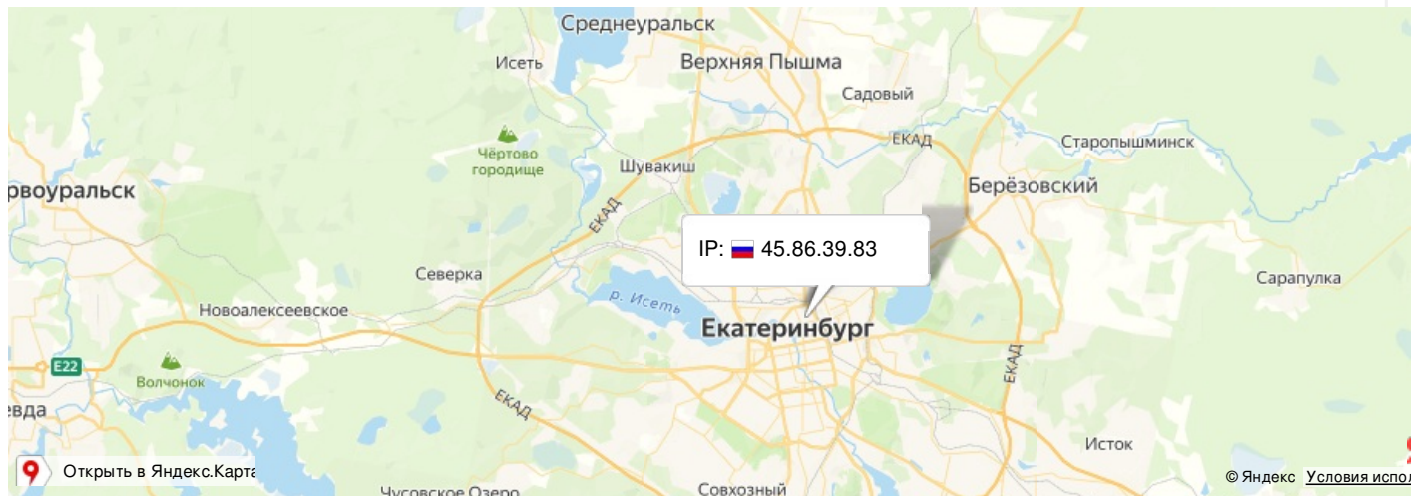 Среднеуральск
Исеть
Верхняя Пышма
Садовый
ЕКАД
Старопышминск
Чёртово
городище
Шувакиш
рвоуральск
Берёзовский
ЕКАД
IP: 45.86.39.83
Северка
Сарапулка
р. Исеть
Новоалексеевское
Екатеринбург
E22
ЕКАД
Волчонок
ЕКАД
евда
Исток
Открыть в Яндекс.Карта
© Яндекс Условия испол
Чусовское Озеро
Совхозный